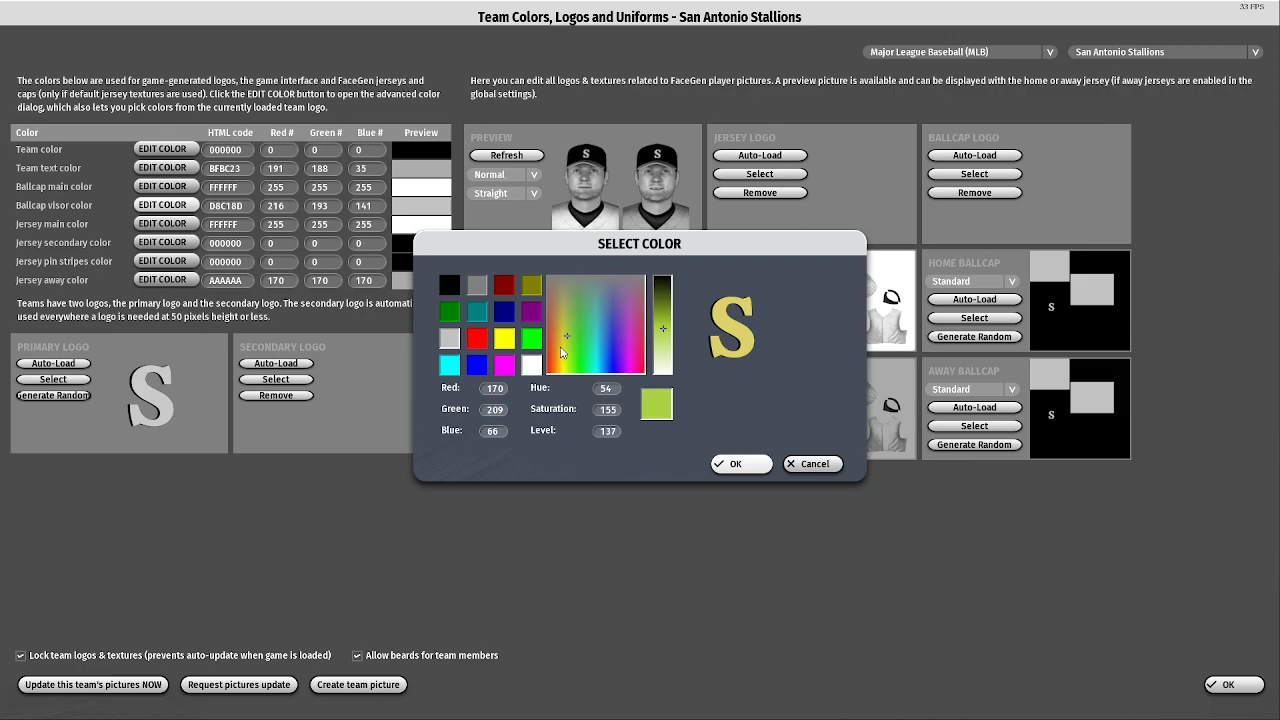 Team Colors, Logos and Uniforms - San Antonio Stallions
33 FPS
Major League Baseball (MLB) V
San Antonio Stallions V
The colors below are used for game-generated logos, the game interface and FaceGen jerseys and
caps (only if default jersey textures are used). Click the EDIT COLOR button to open the advanced color
dialog, which also lets you pick colors from the currently loaded team logo.
Here you can edit all logos & textures related to FaceGen player pictures. A preview picture is available and can be displayed with the home or away jersey (if away jerseys are enabled in the
global settings).
Color HTML code Red # Green # Blue # Preview
Team color EDIT COLOR 000000 0 0 0
Team text color EDIT COLOR BFBC23 191 188 35
Ballcap main color EDIT COLOR FFFFFF 255 255 255
Ballcap visor color EDIT COLOR D8C18D 216 193 141
Jersey main color EDIT COLOR FFFFFF 255 255 255
Jersey secondary color EDIT COLOR 000000 0 0 0
Jersey pin stripes color EDIT COLOR 000000 0 0 0
Jersey away color EDIT COLOR AAAAAA 170 170 170
Teams have two logos, the primary logo and the secondary logo. The secondary logo is automati
used everywhere a logo is needed at 50 pixels height or less.
PREVIEW
Refresh
Normal V
Straight V
S S
JERSEY LOGO
Auto-Load
Select
Remove
BALLCAP LOGO
Auto-Load
Select
Remove
SELECT COLOR
S
Red: 170 Hue: 54
Green: 209 Saturation: 155
Blue: 66 Level: 137
OK
Cancel
HOME BALLCAP
Standard V
Auto-Load
Select
Generate Random
S
AWAY BALLCAP
Standard V
Auto-Load
Select
Generate Random
S
PRIMARY LOGO
Auto-Load
Select
Generate Random
S
SECONDARY LOGO
Auto-Load
Select
Remove
Lock team logos & textures (prevents auto-update when game is loaded)
Allow beards for team members
Update this team's pictures NOW
Request pictures update
Create team picture
OK